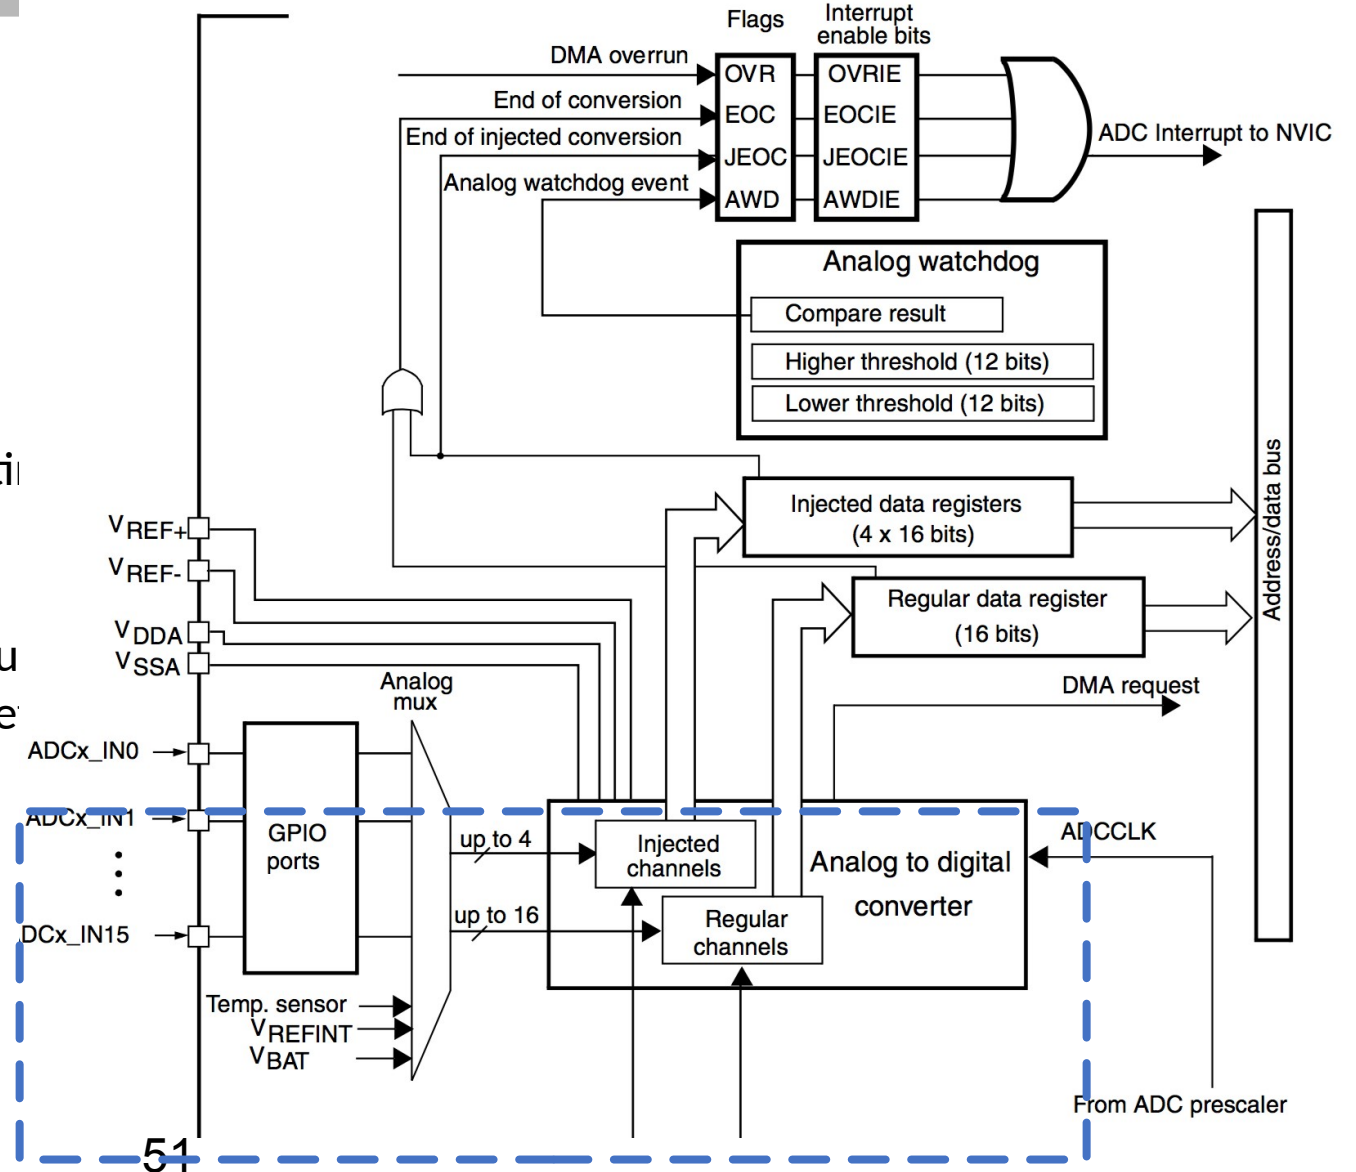 Flags
Interrupt
enable bits
DMA overrun
OVR
OVRIE
End of conversion
EOC
EOCIE
End of injected conversion
JEOC
JEOCIE
ADC Interrupt to NVIC
Analog watchdog event
AWD
AWDIE
Analog watchdog
Compare result
Higher threshold (12 bits)
Lower threshold (12 bits)
Address/data bus
Injected data registers
(4 x 16 bits)
VREF+
VREF-
VDDA
VSSA
Regular data register
(16 bits)
DMA request
Analog
mux
ADCx_IN0
ADCx_IN1
DCx_IN15
GPIO
ports
up to 4
up to 16
Injected
channels
Regular
channels
Analog to digital
converter
ADCCLK
Temp. sensor
VREFINT
VBAT
From ADC prescaler
51